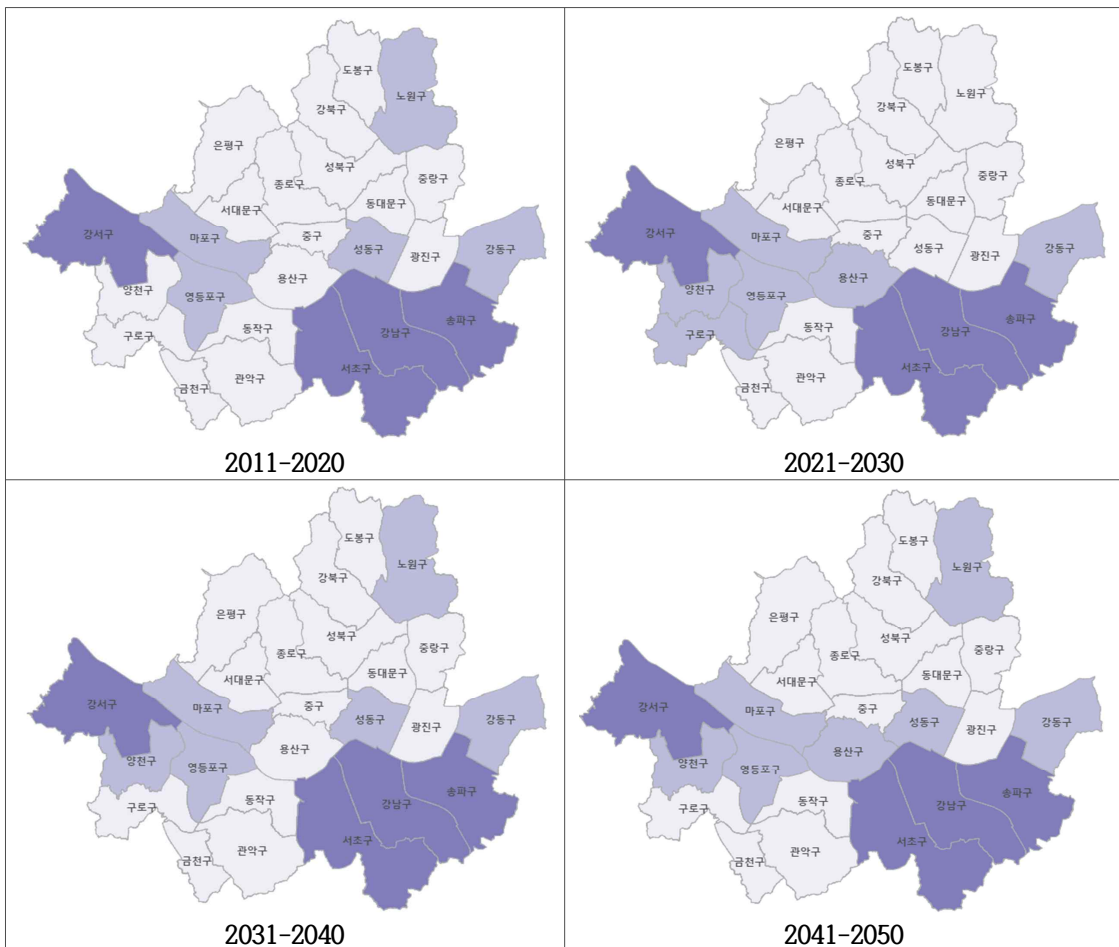 도봉구
노원구
강북구
은평구
성북구
중랑구
종로구
동대문구
서대문구
강서구
마포구
중구
성동구
강동구
광진구
용산구
양천구
영등포구
송파구
동작구
강남구
구로구
서초구
관악구
금천구
2011-2020
도봉구
노원구
강북구
은평구
성북구
중랑구
종로구
동대문구
서대문구
강서구
마포구
중구
성동구
강동구
광진구
용산구
양천구
영등포구
송파구
동작구
강남구
구로구
서초구
관악구
금천구
2021-2030
도봉구
노원구
강북구
은평구
성북구
중랑구
종로구
동대문구
서대문구
강서구
마포구
중구
성동구
강동구
광진구
용산구
양천구
영등포구
송파구
동작구
강남구
구로구
서초구
관악구
금천구
2031-2040
도봉구
노원구
강북구
은평구
성북구
중랑구
종로구
동대문구
서대문구
강서구
마포구
중구
성동구
강동구
광진구
용산구
양천구
영등포구
송파구
동작구
강남구
구로구
서초구
관악구
금천구
2041-2050